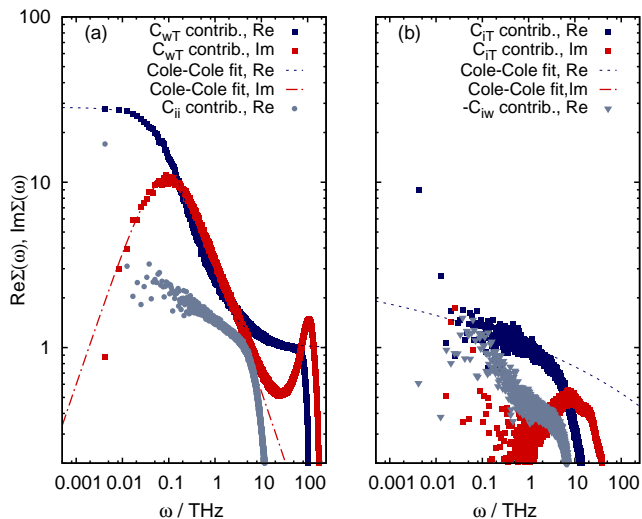 (a)
C_wT contrib., Re
C_wT contrib., Im
Cole-Cole fit, Re
Cole-Cole fit, Im
C_ii contrib., Re
(b)
C_iT contrib., Re
C_iT contrib., Im
Cole-Cole fit, Re
Cole-Cole fit,Im
-C_iw contrib., Re
ReΣ(ω), ImΣ(ω)
100
10
1
0.001 0.01 0.1 1 10 100
0.001 0.01 0.1 1 10 100
ω / THz
ω / THz